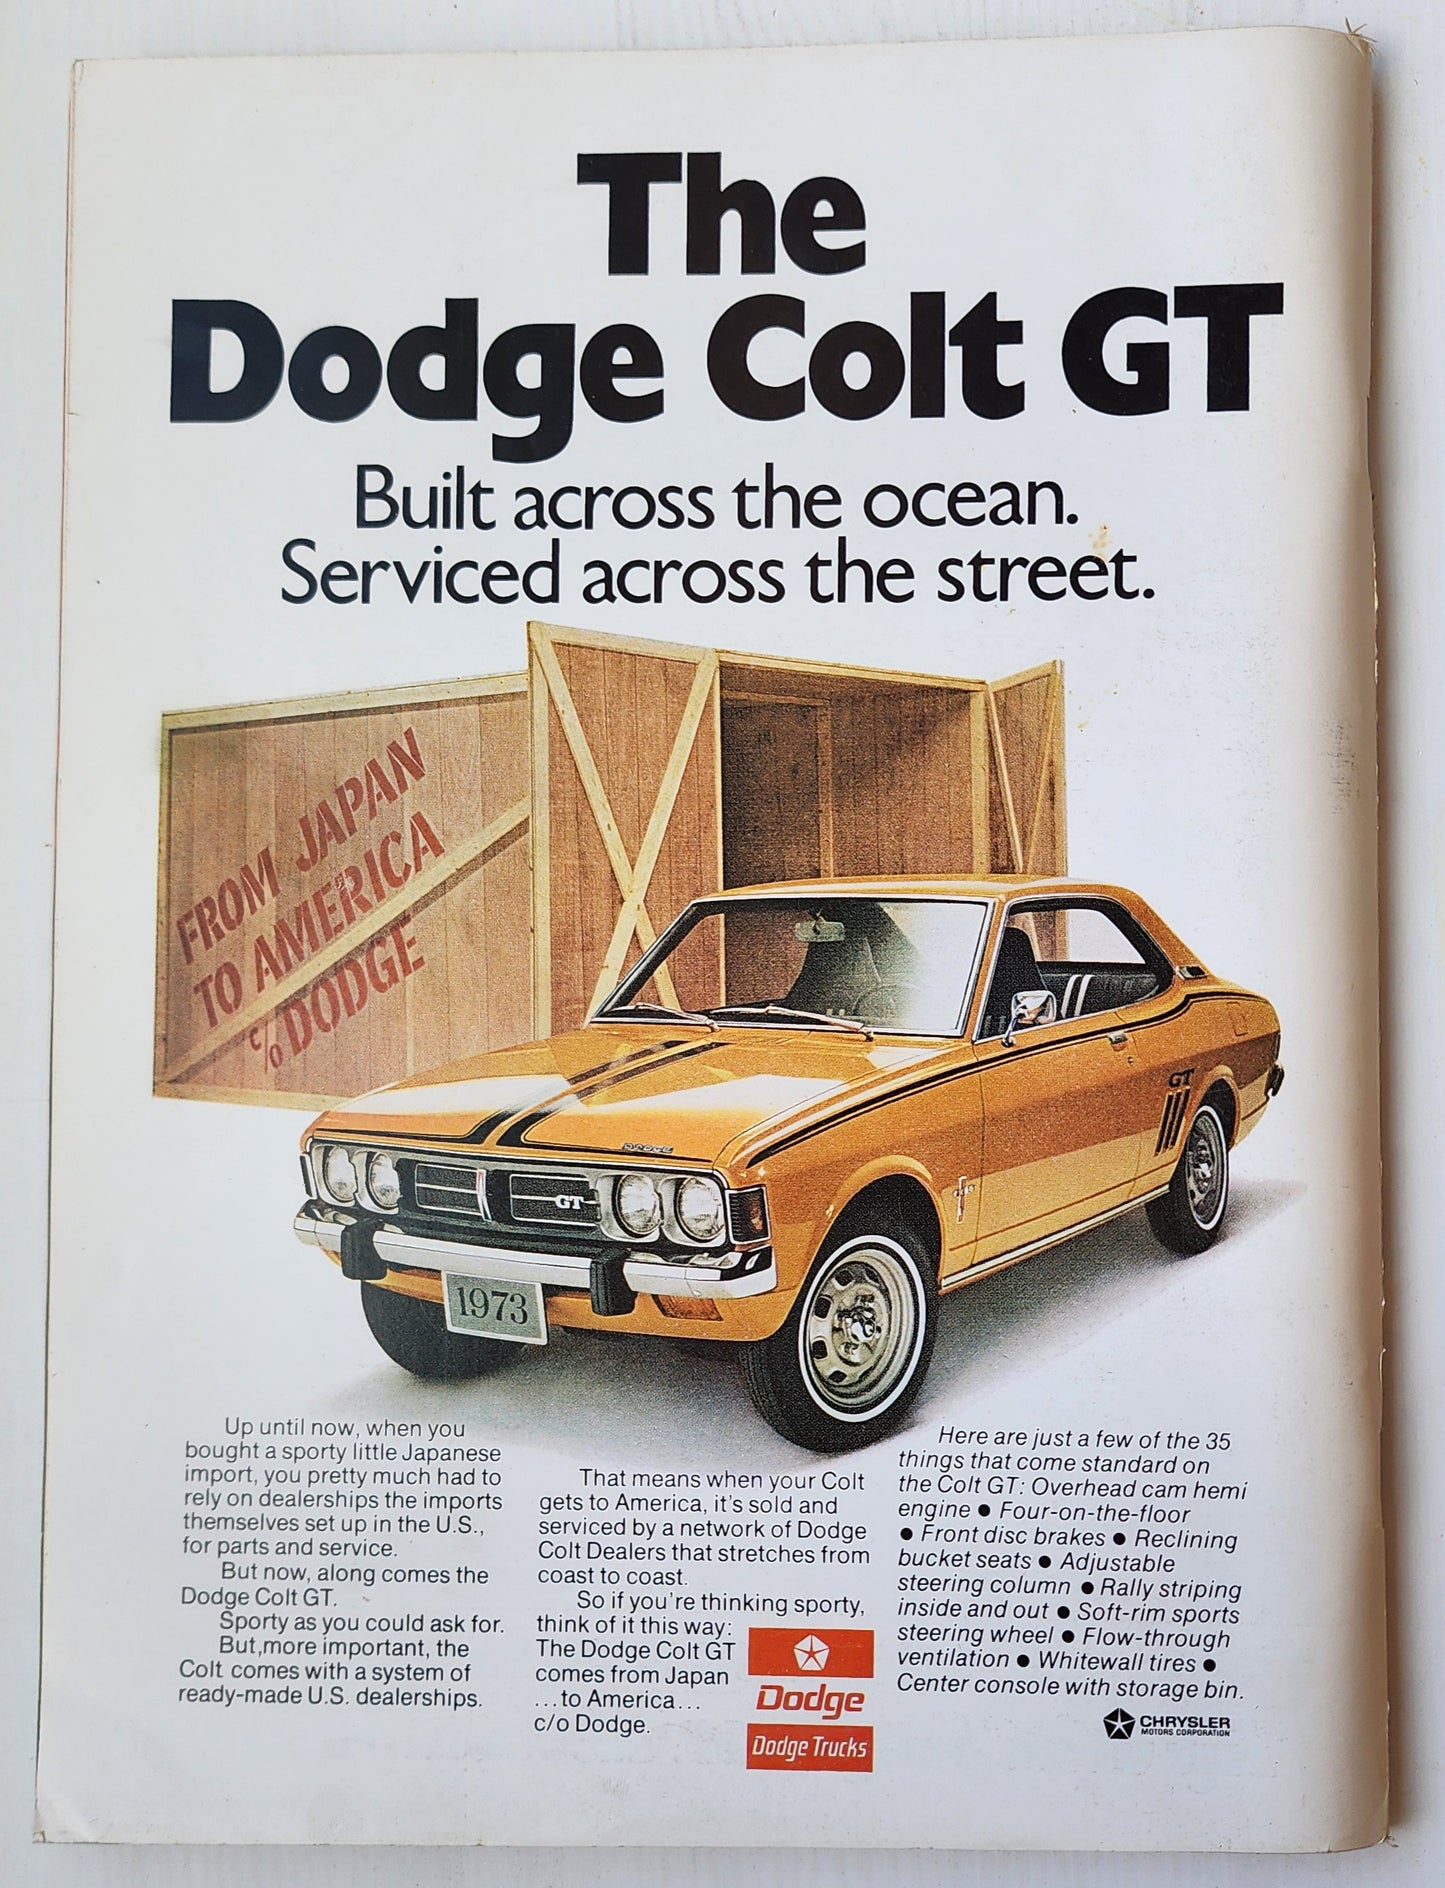 The
Dodge Colt GT
Built across the ocean.
Serviced across the street.
FROM JAPAN
TO AMERICA
c/o DODGE
DODGE
GT
GT
1973
Up until now, when you
bought a sporty little Japanese
import, you pretty much had to
rely on dealerships the imports
themselves set up in the U.S.,
for parts and service.
But now, along comes the
Dodge Colt GT.
Sporty as you could ask for.
But, more important, the
Colt comes with a system of
ready-made U.S. dealerships.
That means when your Colt
gets to America, it's sold and
serviced by a network of Dodge
Colt Dealers that stretches from
coast to coast.
So if you're thinking sporty,
think of it this way:
The Dodge Colt GT
comes from Japan
...to America...
c/o Dodge.
Dodge
Dodge Trucks
Here are just a few of the 35
things that come standard on
the Colt GT: Overhead cam hemi
engine ● Four-on-the-floor
● Front disc brakes ● Reclining
bucket seats ● Adjustable
steering column ● Rally striping
inside and out ● Soft-rim sports
steering wheel ● Flow-through
ventilation ● Whitewall tires ●
Center console with storage bin.
CHRYSLER
MOTORS CORPORATION